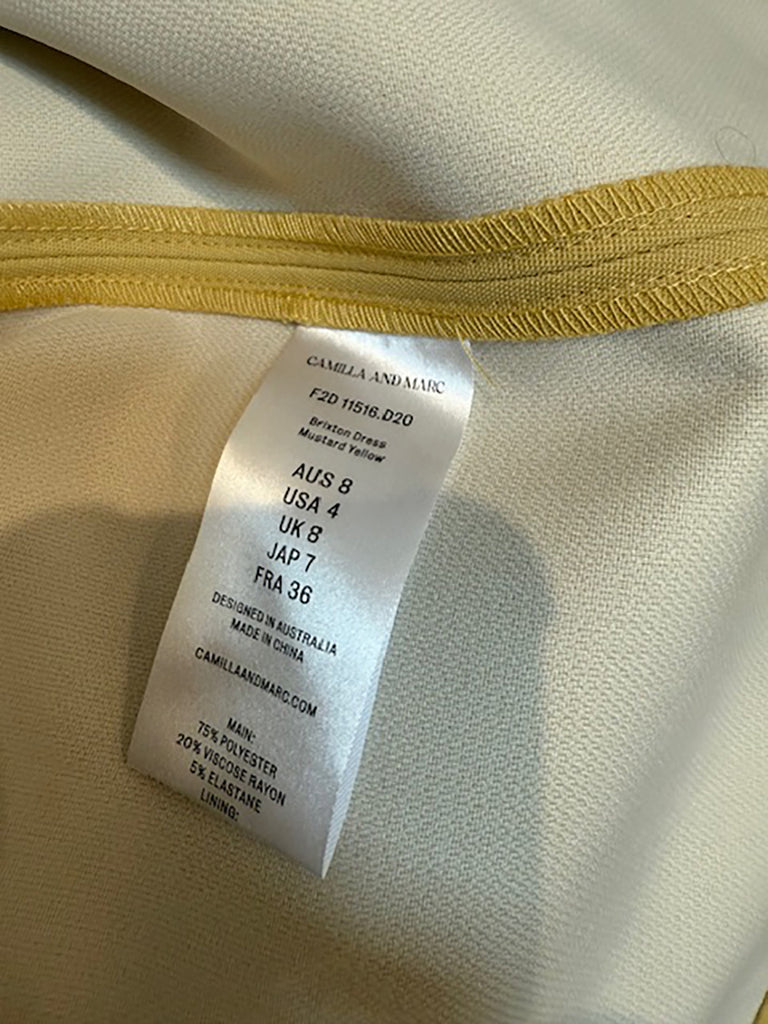 CAMILLA AND MARC
F2D 11516.D20
Brixton Dress
Mustard Yellow
AUS 8
USA 4
UK 8
JAP 7
FRA 36
DESIGNED IN AUSTRALIA
MADE IN CHINA
CAMILLAANDMARC.COM
MAIN:
75% POLYESTER
20% VISCOSE RAYON
5% ELASTANE
LINING: